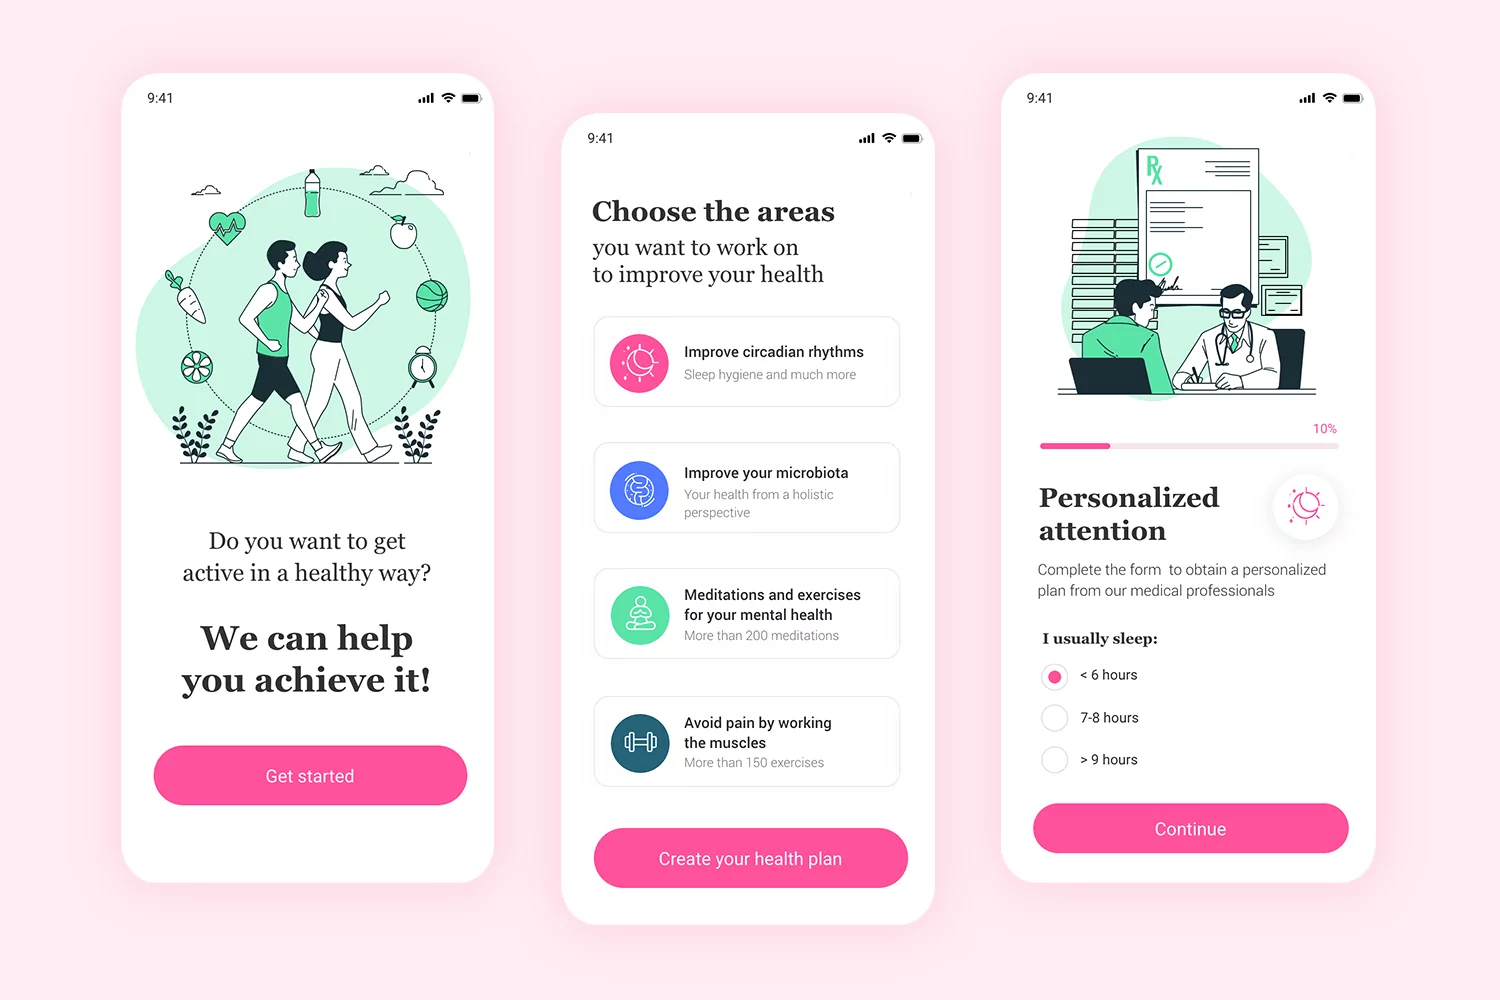 9:41
Do you want to get
active in a healthy way?
We can help
you achieve it!
Get started
9:41
Choose the areas
you want to work on
to improve your health
Improve circadian rhythms
Sleep hygiene and much more
Improve your microbiota
Your health from a holistic
perspective
Meditations and exercises
for your mental health
More than 200 meditations
Avoid pain by working
the muscles
More than 150 exercises
Create your health plan
9:41
RX
10%
Personalized
attention
Complete the form  to obtain a personalized
plan from our medical professionals
I usually sleep:
< 6 hours
7-8 hours
> 9 hours
Continue